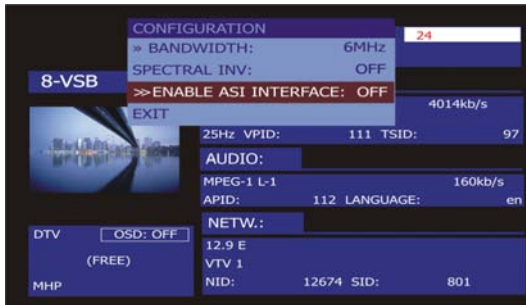 CONFIGURATION
» BANDWIDTH: 6MHz
SPECTRAL INV: OFF
>>ENABLE ASI INTERFACE: OFF
EXIT
24
8-VSB
4014kb/s
25Hz VPID: 111 TSID: 97
AUDIO:
MPEG-1 L-1 160kb/s
APID: 112 LANGUAGE: en
NETW.:
12.9 E
VTV 1
NID: 12674 SID: 801
DTV OSD: OFF
(FREE)
MHP